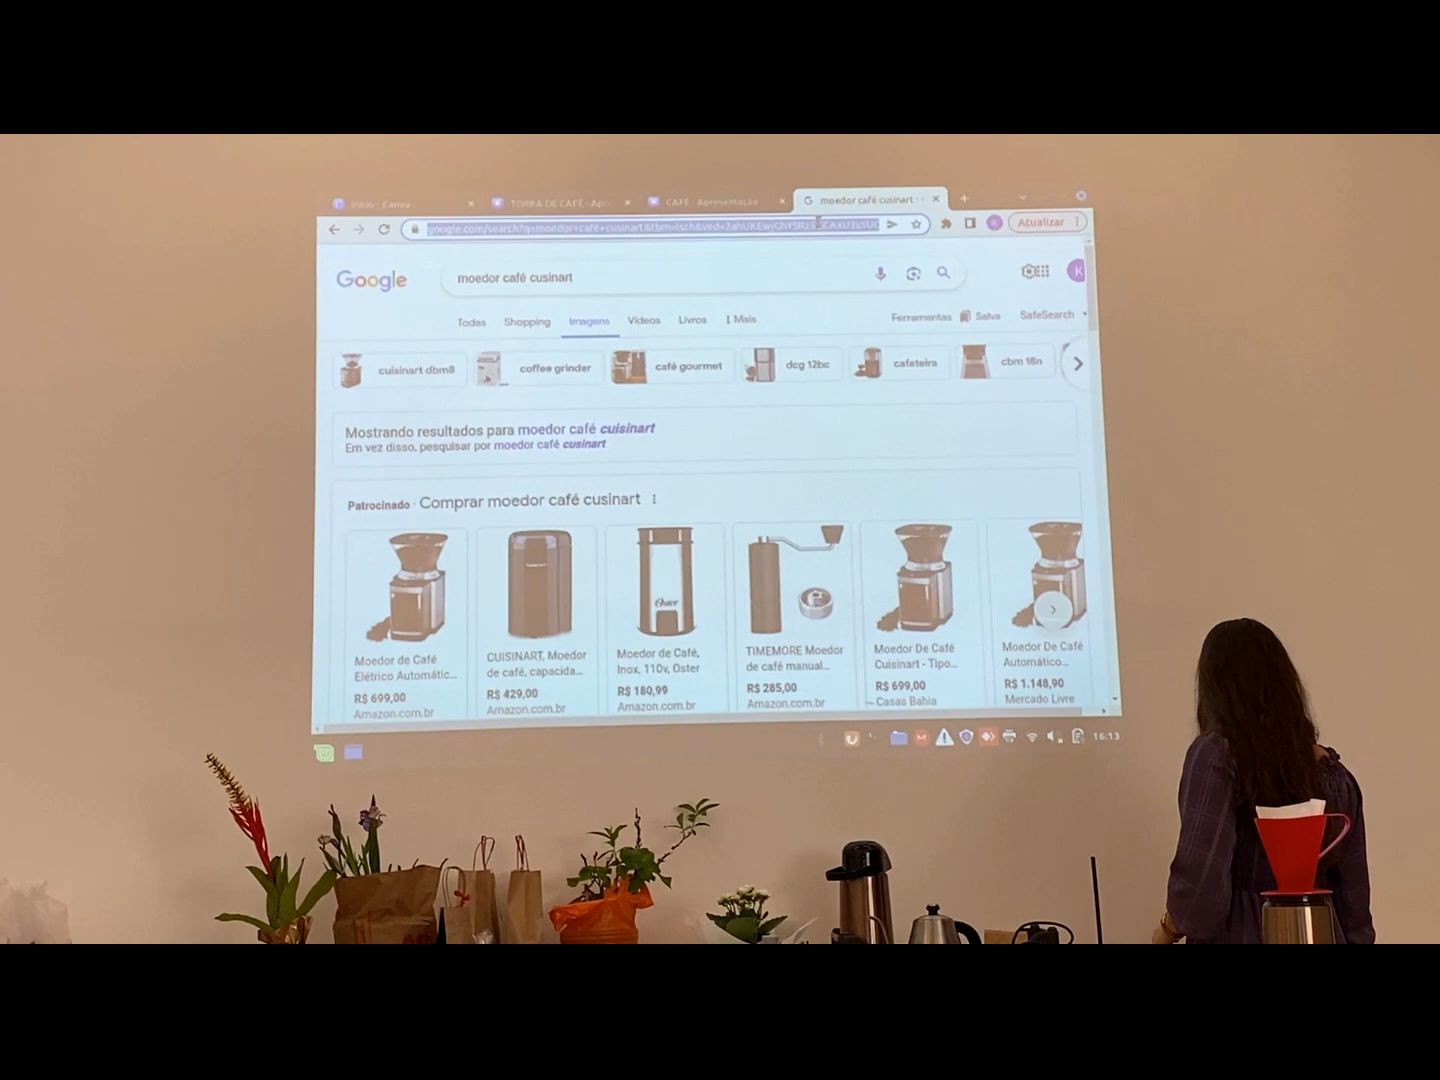 Início - Canva
TORRA DE CAFÉ - Apr
CAFÉ - Apresentação
moedor café cusinart -
Atualizar
Google
moedor café cusinart
K
Todas Shopping Imagens Vídeos Livros Mais
Ferramentas Salvo SafeSearch
cuisinart dbm8
coffee grinder
café gourmet
dcg 12bc
cafeteira
cbm 18n
Mostrando resultados para moedor café cuisinart
Em vez disso, pesquisar por moedor café cusinart
Patrocinado · Comprar moedor café cusinart
Oster
Moedor de Café
Elétrico Automátic...
R$ 699,00
Amazon.com.br
CUISINART, Moedor
de café, capacida...
R$ 429,00
Amazon.com.br
Moedor de Café,
Inox, 110v, Oster
R$ 180,99
Amazon.com.br
TIMEMORE Moedor
de café manual...
R$ 285,00
Amazon.com.br
Moedor De Café
Cuisinart - Tipo...
R$ 699,00
Casas Bahia
Moedor De Café
Automático...
R$ 1.148,90
Mercado Livre
16:13